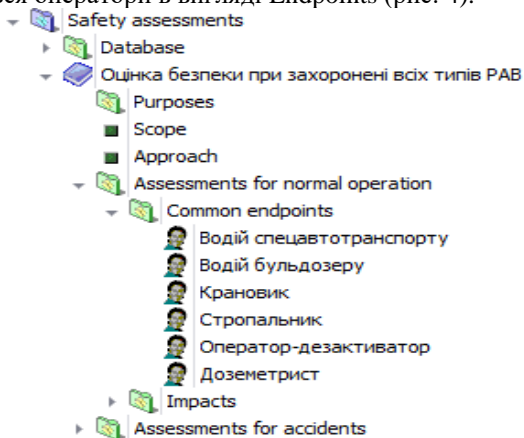 ся оператори в вигляді Endpoints (рис. 4).
Safety assessments
Database
Оцінка безпеки при захоронені всіх типів РАВ
Purposes
Scope
Approach
Assessments for normal operation
Common endpoints
Водій спецавтотранспорту
Водій бульдозеру
Крановик
Стропальник
Оператор-дезактиватор
Доземетрист
Impacts
Assessments for accidents